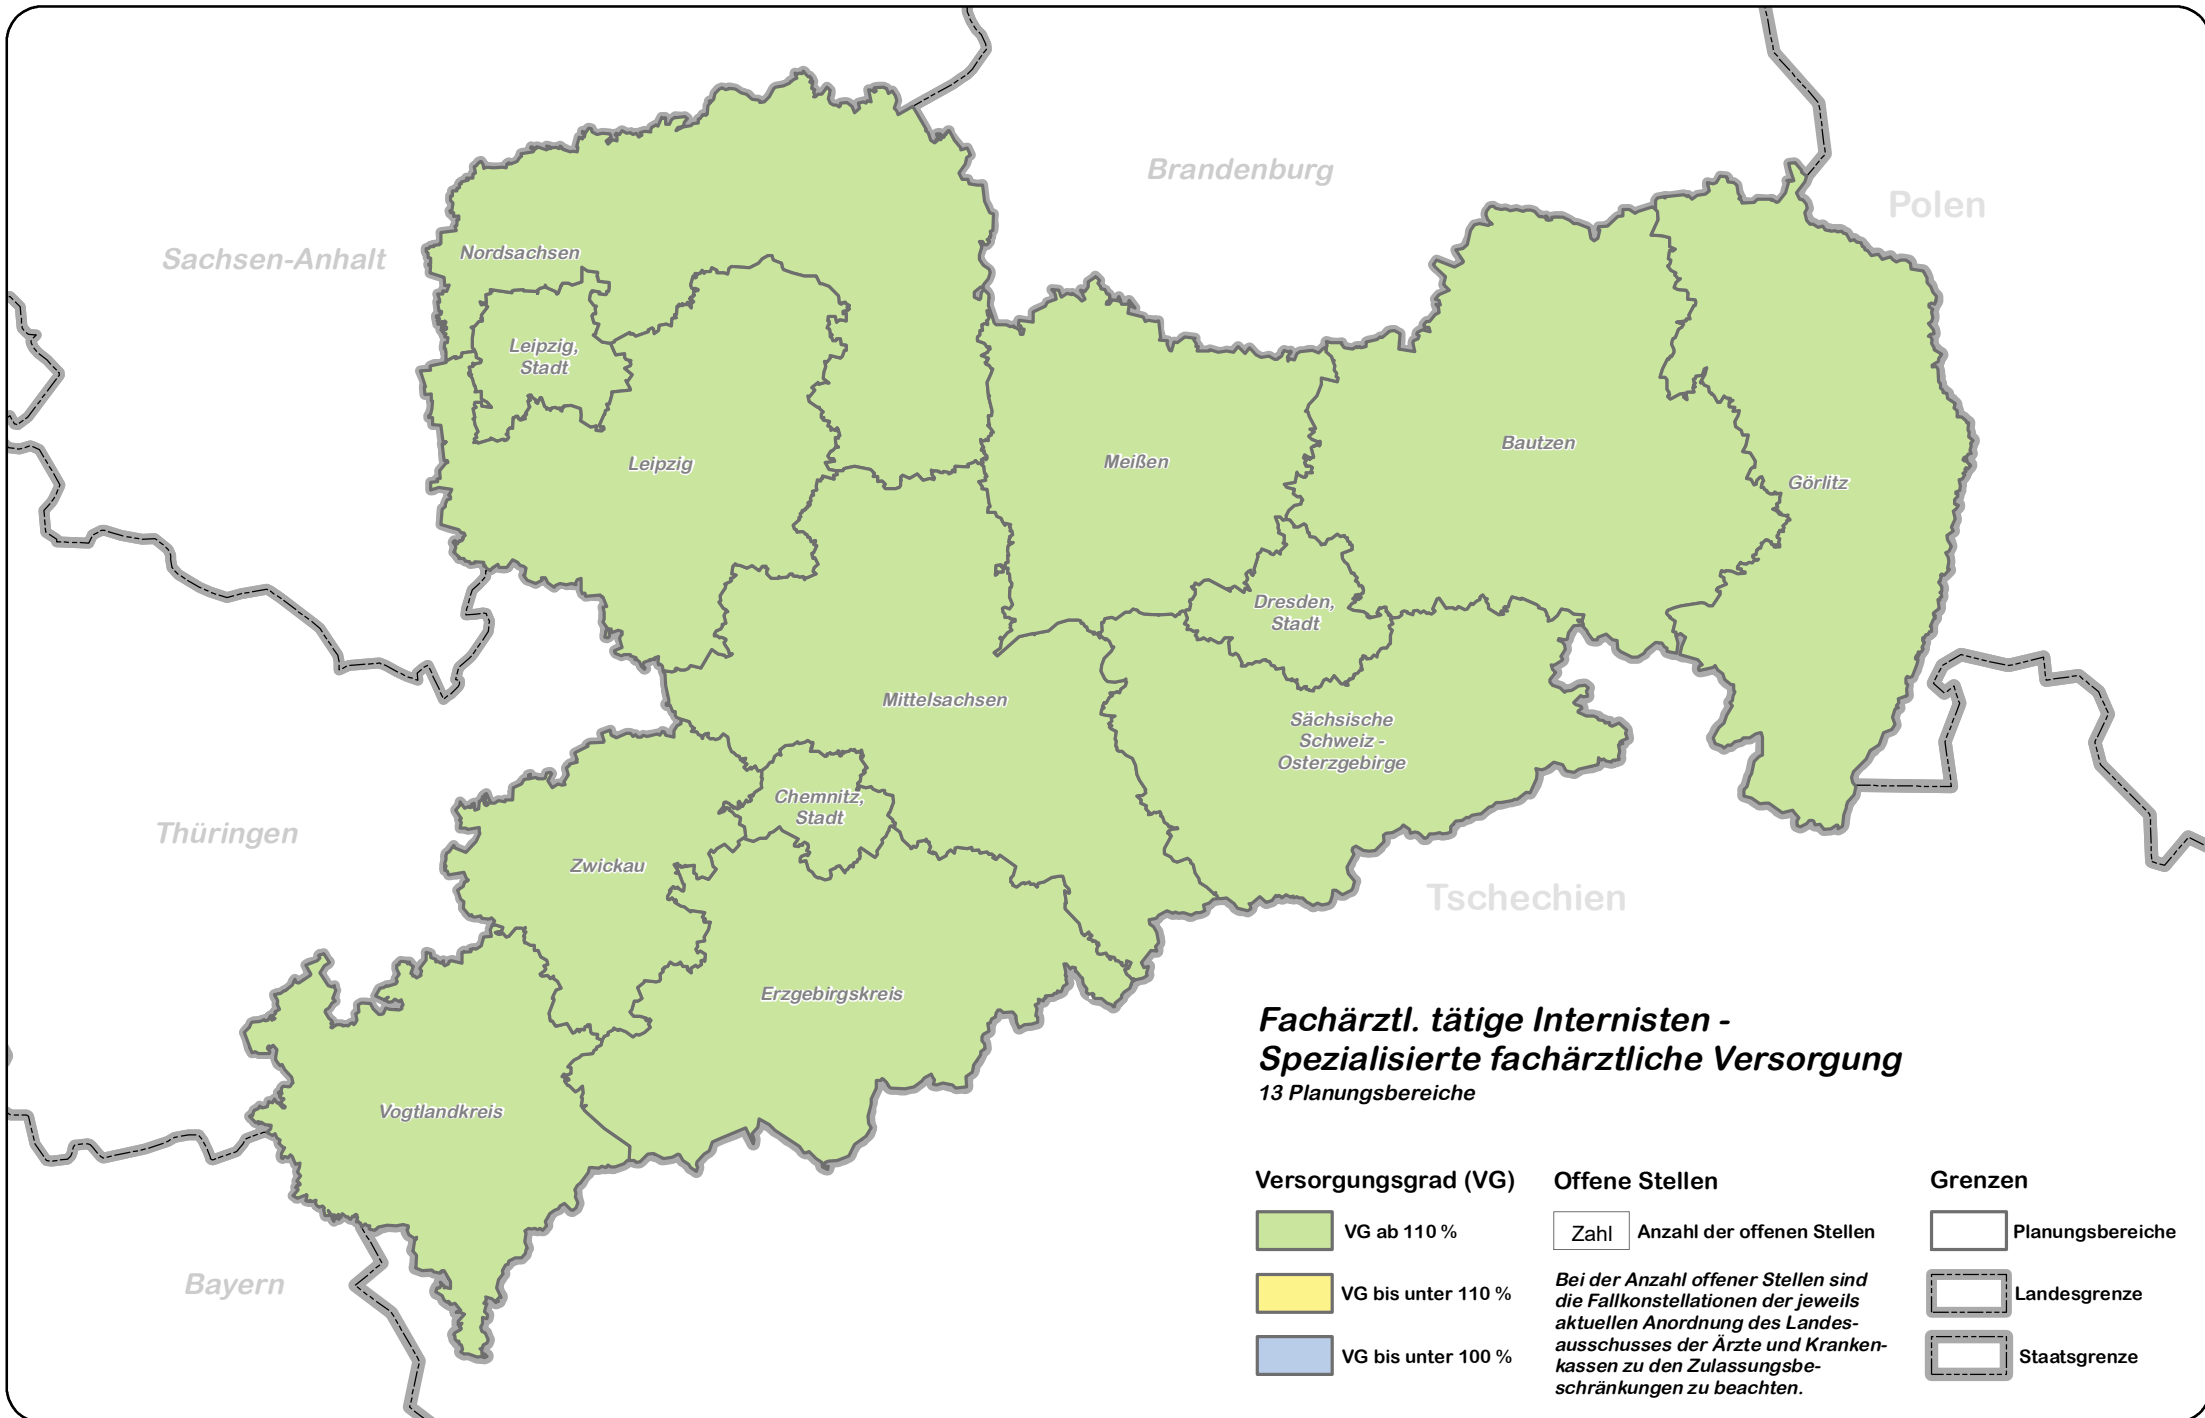 Brandenburg
Polen
Sachsen-Anhalt
Nordsachsen
Leipzig,
Stadt
Leipzig
Meißen
Bautzen
Görlitz
Dresden,
Stadt
Mittelsachsen
Sächsische
Schweiz -
Osterzgebirge
Chemnitz,
Stadt
Thüringen
Zwickau
Tschechien
Erzgebirgskreis
Vogtlandkreis
Bayern
Fachärztl. tätige Internisten -
Spezialisierte fachärztliche Versorgung
13 Planungsbereiche
Versorgungsgrad (VG)
VG ab 110 %
VG bis unter 110 %
VG bis unter 100 %
Offene Stellen
Zahl Anzahl der offenen Stellen
Bei der Anzahl offener Stellen sind
die Fallkonstellationen der jeweils
aktuellen Anordnung des Landes-
ausschusses der Ärzte und Kranken-
kassen zu den Zulassungsbe-
schränkungen zu beachten.
Grenzen
Planungsbereiche
Landesgrenze
Staatsgrenze